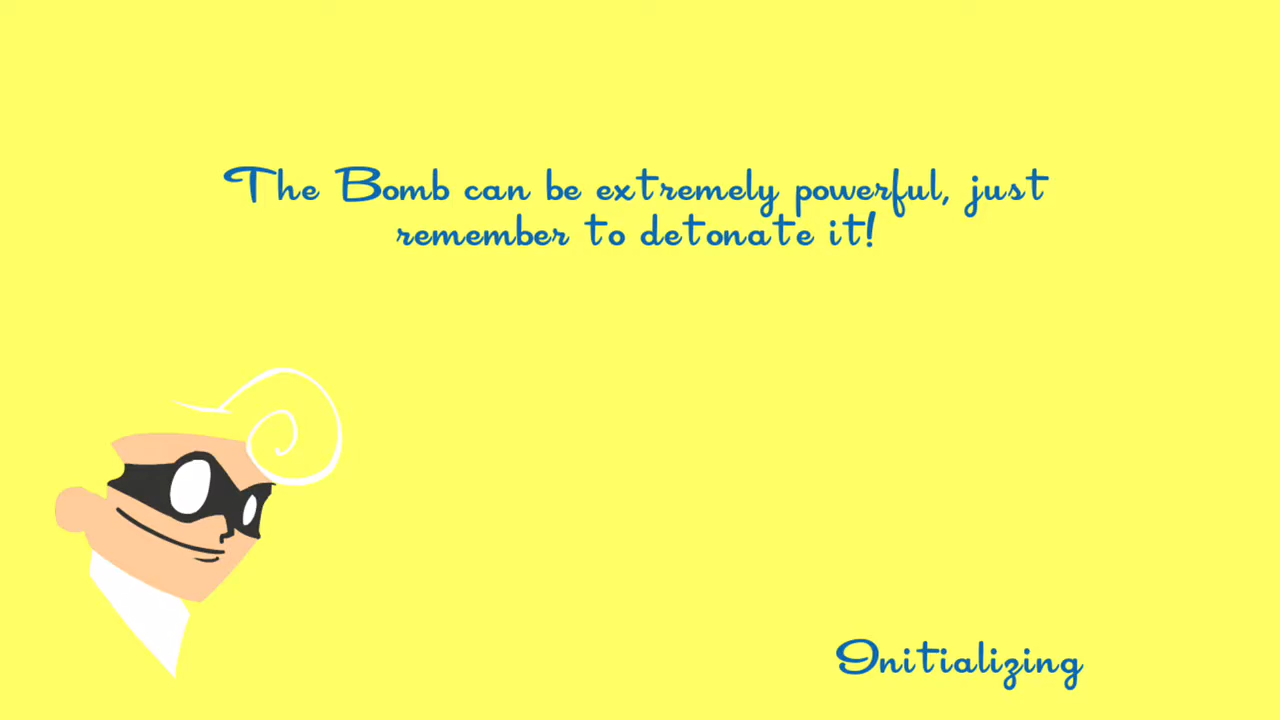 The Bomb can be extremely powerful, just
remember to detonate it!
Initializing